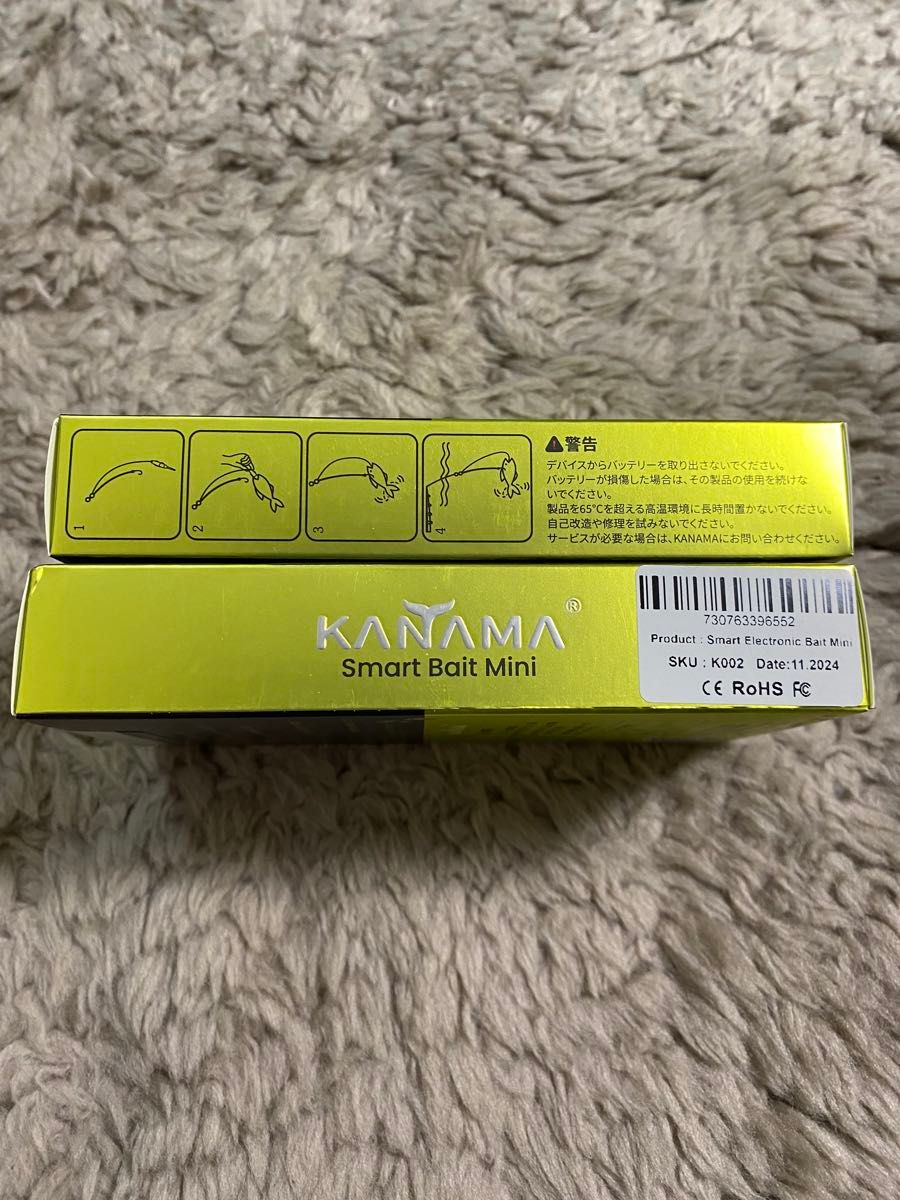 1
2
3
4
⚠警告
デバイスからバッテリーを取り出さないでください。
バッテリーが損傷した場合は、その製品の使用を続けな
いでください。
製品を65℃を超える高温環境に長時間置かないでください。
自己改造や修理を試みないでください。
サービスが必要な場合は、KANAMAにお問い合わせください。
KANAMA®
Smart Bait Mini
730763396552
Product : Smart Electronic Bait Mini
SKU : K002 Date:11.2024
CE RoHS FC